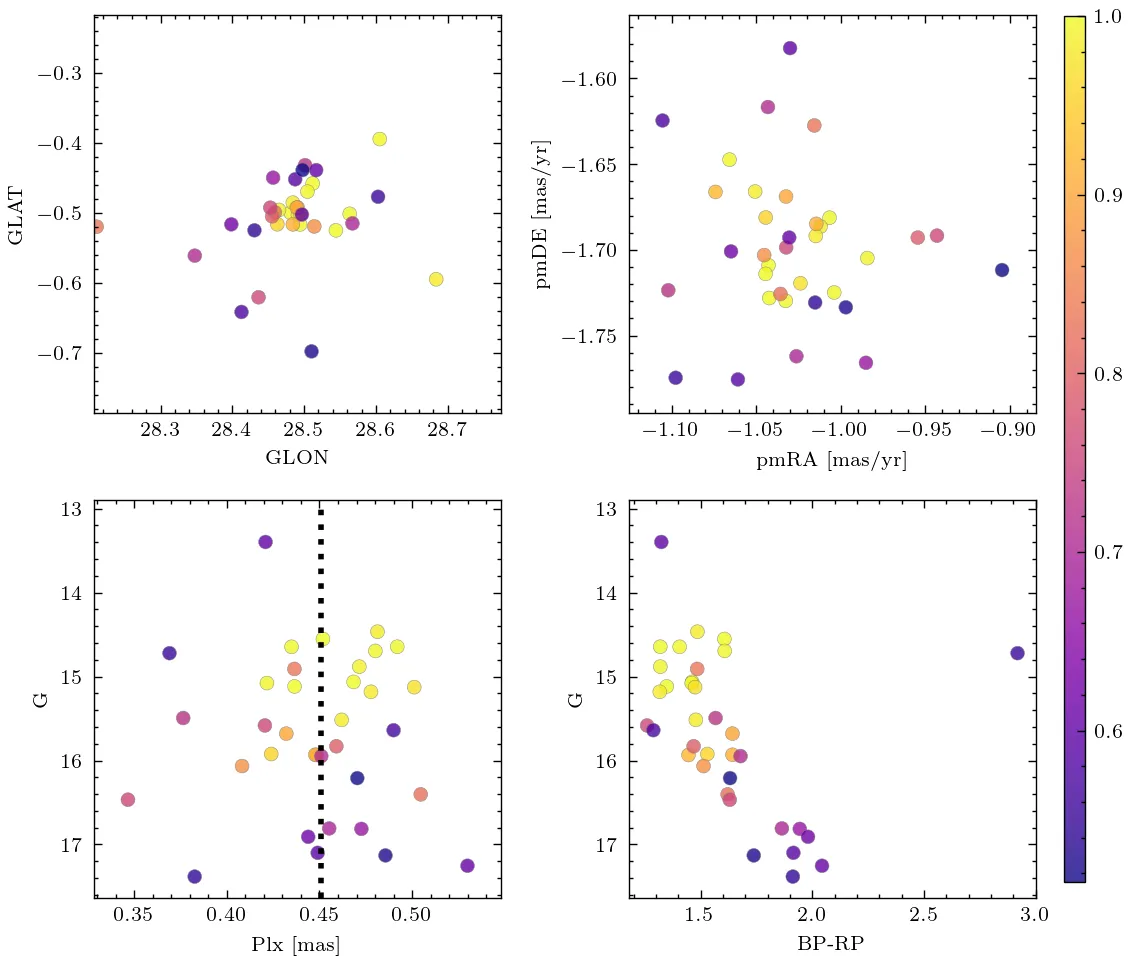 −0.3
−0.4
−0.5
−0.6
−0.7
GLAT
28.3 28.4 28.5 28.6 28.7
GLON
−1.60
−1.65
−1.70
−1.75
pmDE [mas/yr]
−1.10 −1.05 −1.00 −0.95 −0.90
pmRA [mas/yr]
1.0
0.9
0.8
0.7
0.6
13
14
15
16
17
G
0.35 0.40 0.45 0.50
Plx [mas]
13
14
15
16
17
G
1.5 2.0 2.5 3.0
BP-RP